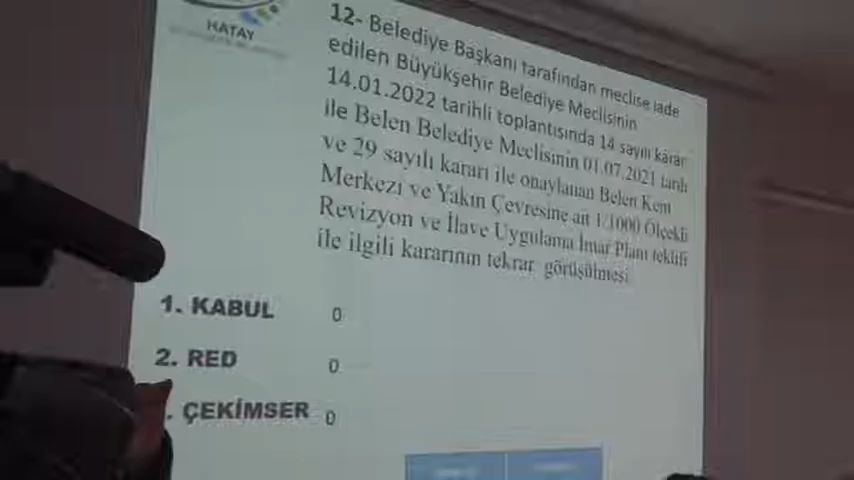 HATAY
12- Belediye Başkanı tarafından meclise iade
edilen Büyükşehir Belediye Meclisinin
14.01.2022 tarihli toplantısında 14 sayılı karar
ile Belen Belediye Meclisinin 01.07.2021 tarih
ve 29 sayılı kararı ile onaylanan Belen Kent
Merkezi ve Yakın Çevresine ait 1/1000 Ölçekli
Revizyon ve İlave Uygulama İmar Planı teklifi
ile ilgili kararının tekrar görüşülmesi
1. KABUL 0
2. RED 0
. ÇEKİMSER 0